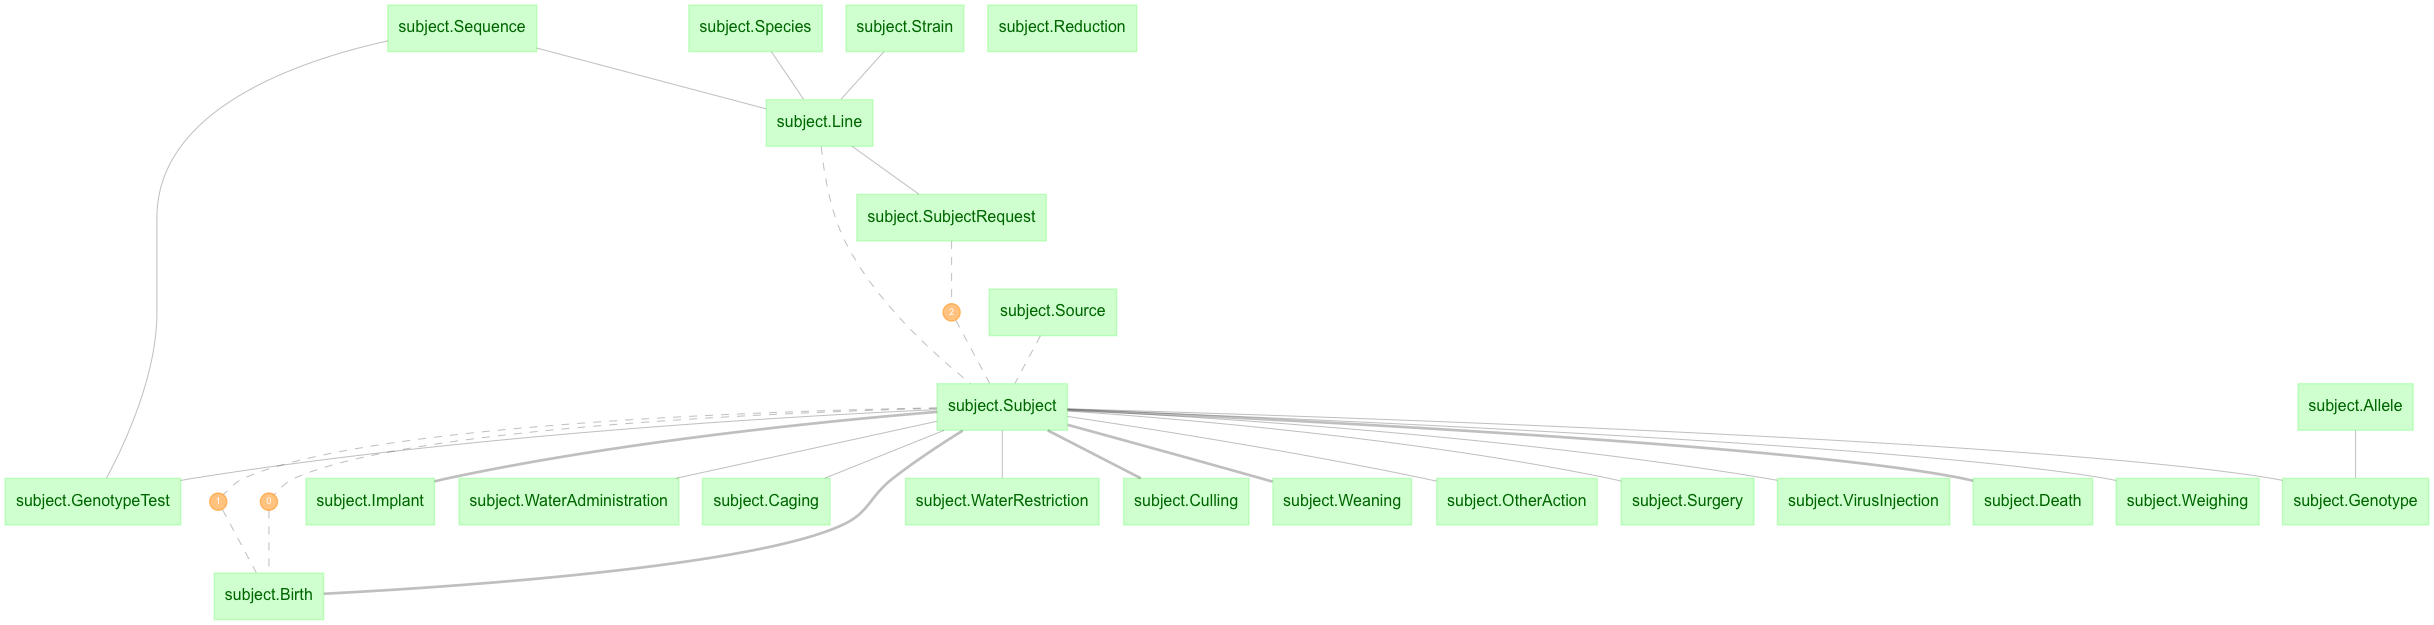 subject.Sequence
subject.Species
subject.Strain
subject.Reduction
subject.Line
subject.SubjectRequest
2
subject.Source
subject.Subject
subject.Allele
subject.GenotypeTest
1
0
subject.Implant
subject.WaterAdministration
subject.Caging
subject.WaterRestriction
subject.Culling
subject.Weaning
subject.OtherAction
subject.Surgery
subject.VirusInjection
subject.Death
subject.Weighing
subject.Genotype
subject.Birth